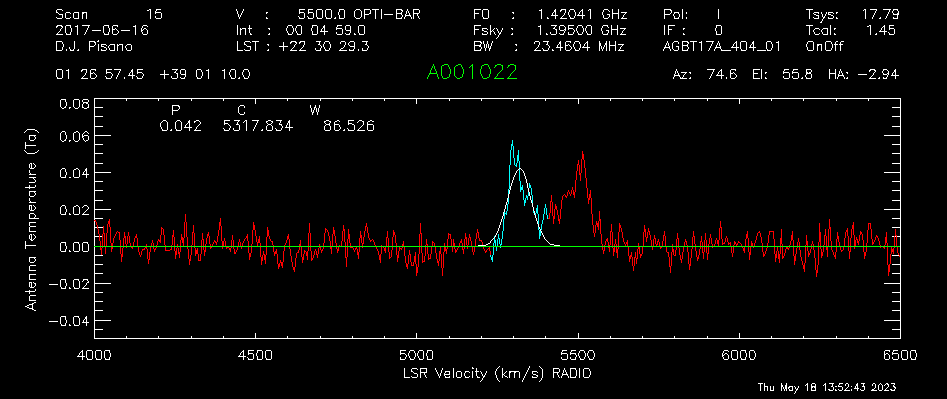 Scan 15 V : 5500.0 OPTI-BAR F0 : 1.42041 GHz Pol: I Tsys: 17.79
2017-06-16 Int : 00 04 59.0 Fsky : 1.39500 GHz IF : 0 Tcal: 1.45
D.J. Pisano LST : +22 30 29.3 BW : 23.4604 MHz AGBT17A_404_01 OnOff
01 26 57.45 +39 01 10.0 A001022 Az: 74.6 El: 55.8 HA: -2.94
P C W
0.042 5317.834 86.526
0.08
0.06
0.04
0.02
0.00
-0.02
-0.04
Antenna Temperature (Ta)
4000 4500 5000 5500 6000 6500
LSR Velocity (km/s) RADIO
Thu May 18 13:52:43 2023